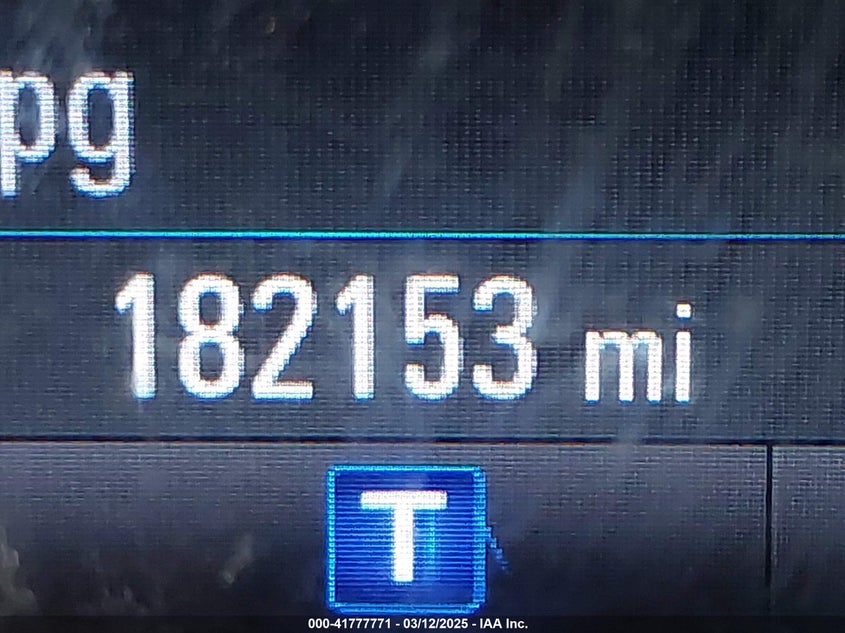 pg
182153 mi
T
000-41777771 - 03/12/2025 - IAA Inc.